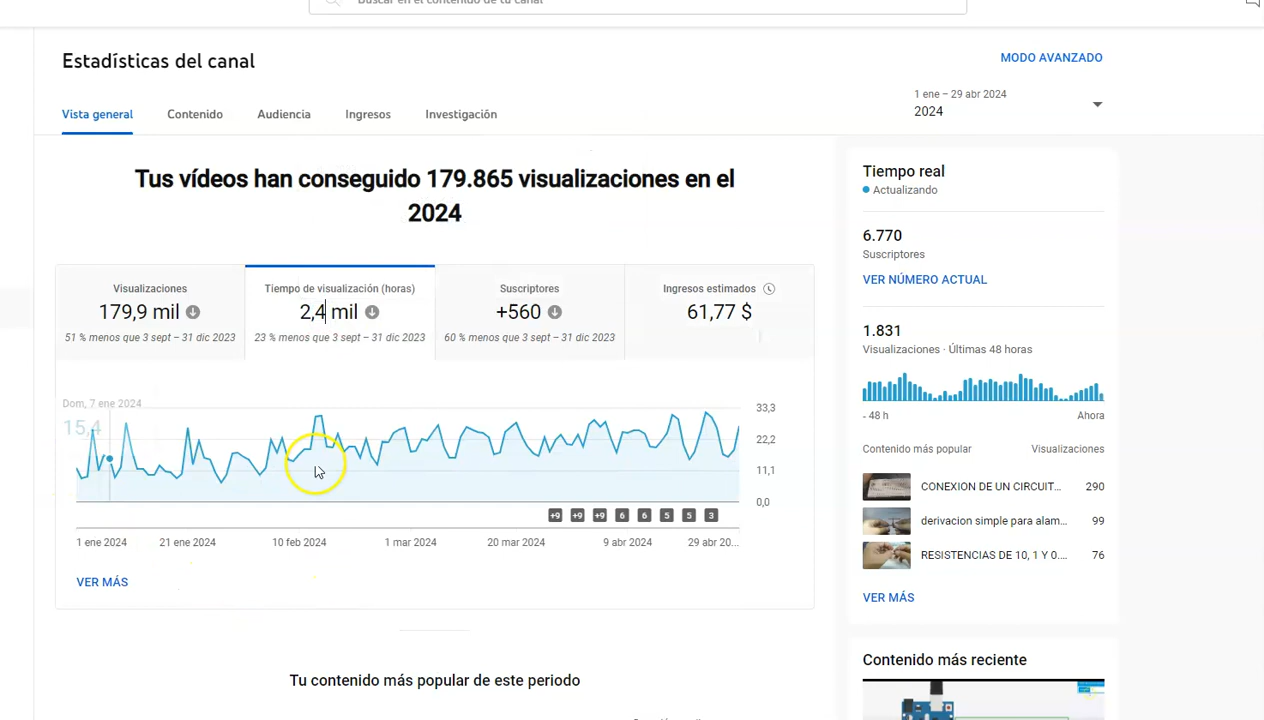 Buscar en el contenido de tu canal
Estadísticas del canal
MODO AVANZADO
1 ene – 29 abr 2024
2024
Vista general
Contenido
Audiencia
Ingresos
Investigación
Tus vídeos han conseguido 179.865 visualizaciones en el
2024
Visualizaciones
179,9 mil
51 % menos que 3 sept – 31 dic 2023
Tiempo de visualización (horas)
2,4 mil
23 % menos que 3 sept – 31 dic 2023
Suscriptores
+560
60 % menos que 3 sept – 31 dic 2023
Ingresos estimados
61,77 $
Dom, 7 ene 2024
15,4
33,3
22,2
11,1
0,0
+9 +9 +9 6 6 5 5 3
1 ene 2024
21 ene 2024
10 feb 2024
1 mar 2024
20 mar 2024
9 abr 2024
29 abr 20...
VER MÁS
Tu contenido más popular de este periodo
Tiempo real
Actualizando
6.770
Suscriptores
VER NÚMERO ACTUAL
1.831
Visualizaciones · Últimas 48 horas
- 48 h
Ahora
Contenido más popular
Visualizaciones
CONEXION DE UN CIRCUIT... 290
derivacion simple para alam... 99
RESISTENCIAS DE 10, 1 Y 0.... 76
VER MÁS
Contenido más reciente